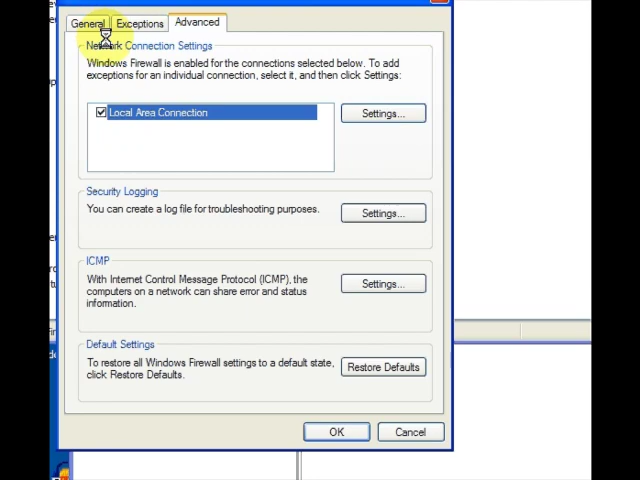 General
Exceptions
Advanced
Network Connection Settings
Windows Firewall is enabled for the connections selected below. To add
exceptions for an individual connection, select it, and then click Settings:
Local Area Connection
Settings...
Security Logging
You can create a log file for troubleshooting purposes.
Settings...
ICMP
With Internet Control Message Protocol (ICMP), the
computers on a network can share error and status
information.
Settings...
Default Settings
To restore all Windows Firewall settings to a default state,
click Restore Defaults.
Restore Defaults
OK
Cancel